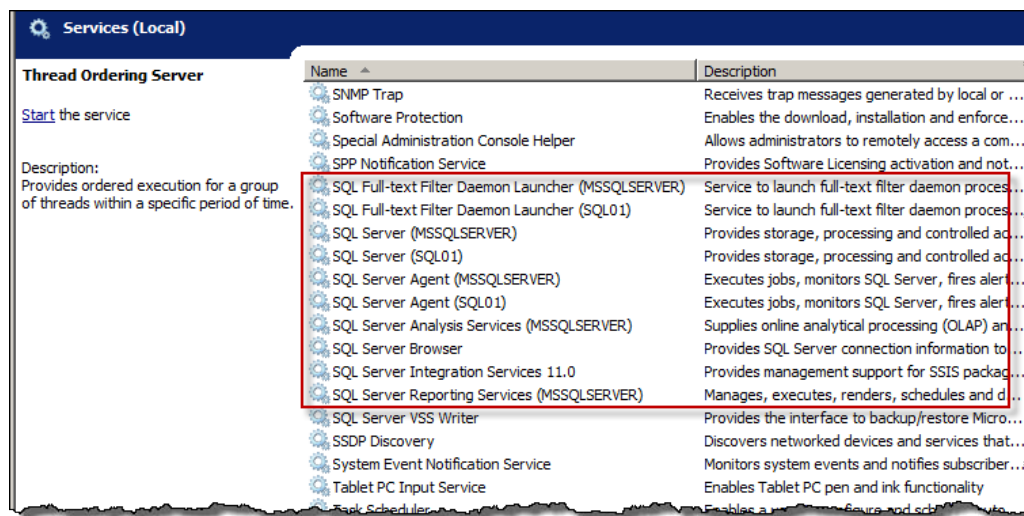 Services (Local)
Thread Ordering Server
Start the service
Description:
Provides ordered execution for a group
of threads within a specific period of time.
Name Description
SNMP Trap Receives trap messages generated by local or ...
Software Protection Enables the download, installation and enforce...
Special Administration Console Helper Allows administrators to remotely access a com...
SPP Notification Service Provides Software Licensing activation and not...
SQL Full-text Filter Daemon Launcher (MSSQLSERVER) Service to launch full-text filter daemon proces...
SQL Full-text Filter Daemon Launcher (SQL01) Service to launch full-text filter daemon proces...
SQL Server (MSSQLSERVER) Provides storage, processing and controlled ac...
SQL Server (SQL01) Provides storage, processing and controlled ac...
SQL Server Agent (MSSQLSERVER) Executes jobs, monitors SQL Server, fires alert...
SQL Server Agent (SQL01) Executes jobs, monitors SQL Server, fires alert...
SQL Server Analysis Services (MSSQLSERVER) Supplies online analytical processing (OLAP) an...
SQL Server Browser Provides SQL Server connection information to ...
SQL Server Integration Services 11.0 Provides management support for SSIS packag...
SQL Server Reporting Services (MSSQLSERVER) Manages, executes, renders, schedules and d...
SQL Server VSS Writer Provides the interface to backup/restore Micro...
SSDP Discovery Discovers networked devices and services that...
System Event Notification Service Monitors system events and notifies subscriber...
Tablet PC Input Service Enables Tablet PC pen and ink functionality
Task Scheduler Enables a